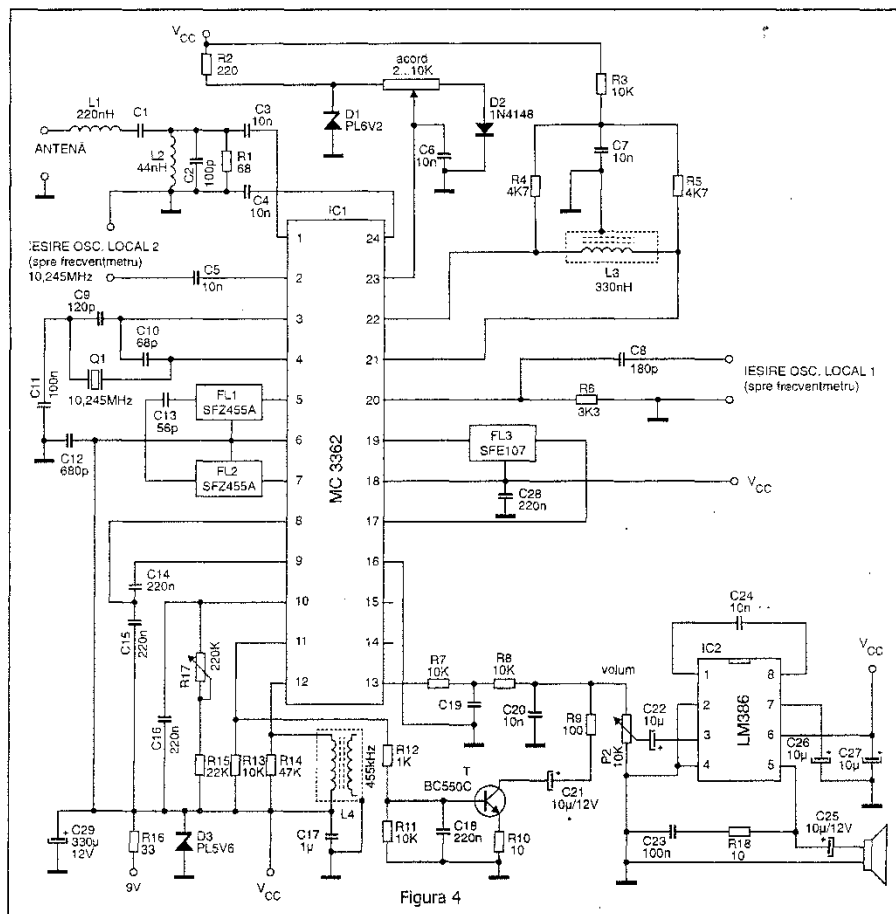 VCC
R2
220
acord
2...10K
R3
10K
L1
220nH
C1
C3
10n
D1
PL6V2
D2
1N4148
ANTENĂ
L2
44nH
C2
100p
R1
68
C4
10n
C6
10n
C7
10n
R4
4K7
R5
4K7
IC1
L3
330nH
IESIRE OSC. LOCAL 2
(spre frecventmetru)
10,245MHz
C5
10n
C9
120p
C10
68p
C11
100n
Q1
10,245MHz
C13
56p
FL1
SFZ455A
C12
680p
FL2
SFZ455A
1
2
3
4
5
6
7
8
9
10
11
12
MC 3362
24
23
22
21
20
19
18
17
16
15
14
13
C8
180p
IESIRE OSC. LOCAL 1
(spre frecventmetru)
R6
3K3
FL3
SFE107
C28
220n
VCC
C14
220n
C15
220n
R17
220K
C16
220n
R15
22K
R13
10K
R14
47K
455kHz
L4
R7
10K
R8
10K
C19
C20
10n
R9
100
volum
P2
10K
C22
10µ
C24
10n
IC2
LM386
1
2
3
4
8
7
6
5
VCC
C26
10µ
C27
10µ
R12
1K
T
BC550C
C21
10µ/12V
C25
10µ/12V
C29
330µ
12V
R16
33
9V
D3
PL5V6
VCC
C17
1µ
R11
10K
C18
220n
R10
10
C23
100n
R18
10
Figura 4